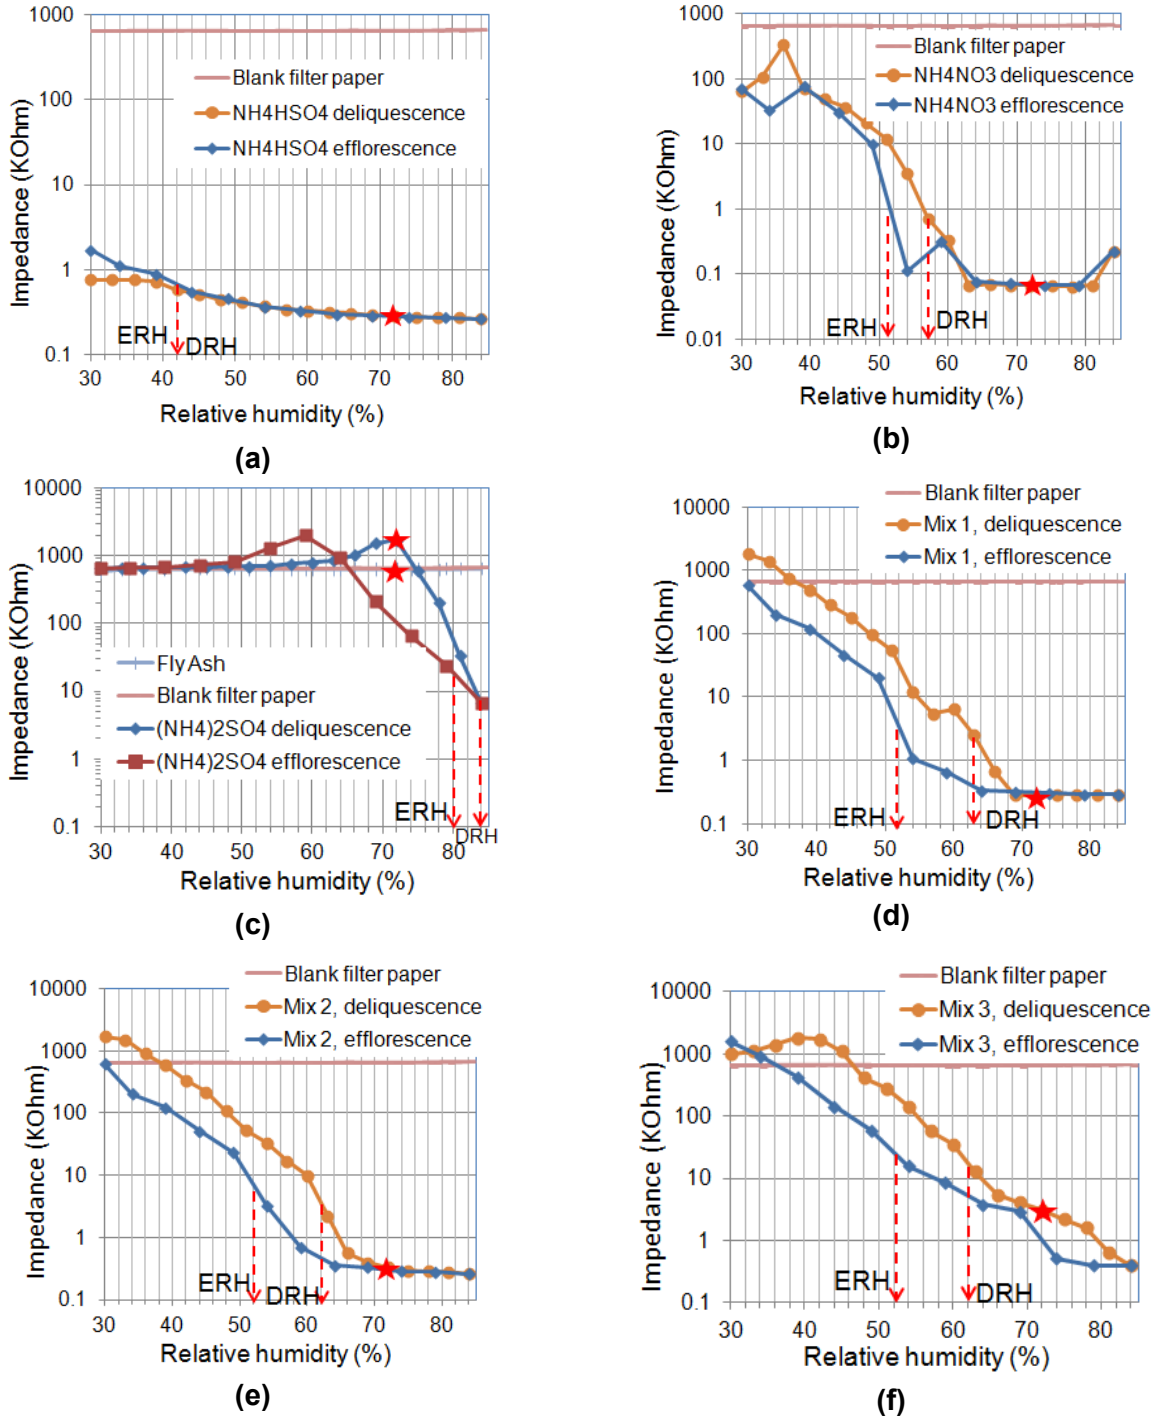 1000
100
10
1
0.1
Impedance (KOhm)
Blank filter paper
NH4HSO4 deliquescence
NH4HSO4 efflorescence
ERH
DRH
30 40 50 60 70 80
Relative humidity (%)
(a)
1000
100
10
1
0.1
0.01
Impedance (KOhm)
Blank filter paper
NH4NO3 deliquescence
NH4NO3 efflorescence
ERH
DRH
30 40 50 60 70 80
Relative humidity (%)
(b)
10000
1000
100
10
1
0.1
Impedance (KOhm)
Fly Ash
Blank filter paper
(NH4)2SO4 deliquescence
(NH4)2SO4 efflorescence
ERH
DRH
30 40 50 60 70 80
Relative humidity (%)
(c)
Blank filter paper
Mix 1, deliquescence
Mix 1, efflorescence
10000
1000
100
10
1
0.1
Impedance (KOhm)
ERH
DRH
30 40 50 60 70 80
Relative humidity (%)
(d)
Blank filter paper
Mix 2, deliquescence
Mix 2, efflorescence
10000
1000
100
10
1
0.1
Impedance (KOhm)
ERH
DRH
30 40 50 60 70 80
Relative humidity (%)
(e)
Blank filter paper
Mix 3, deliquescence
Mix 3, efflorescence
10000
1000
100
10
1
0.1
Impedance (KOhm)
ERH
DRH
30 40 50 60 70 80
Relative humidity (%)
(f)